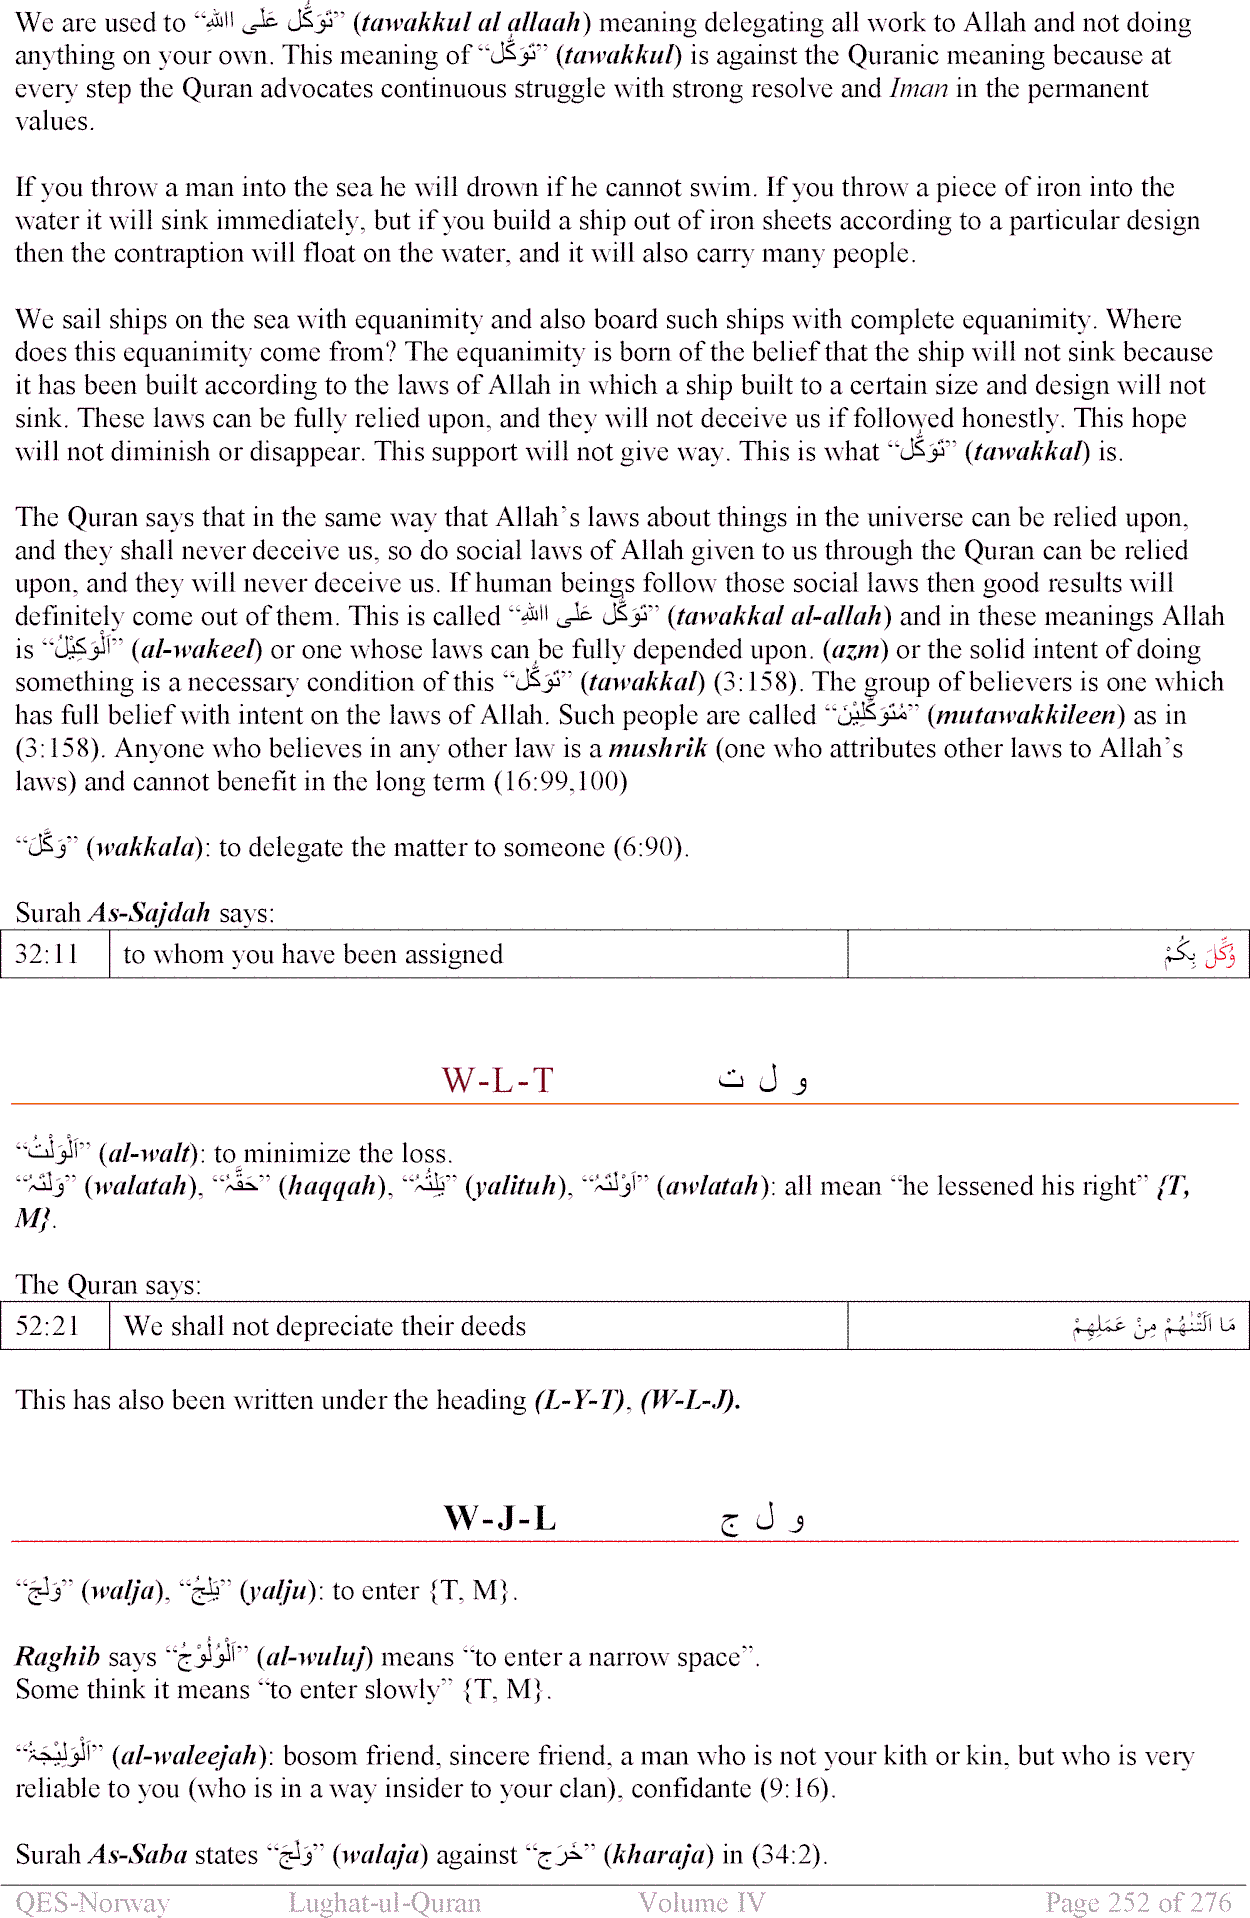 We are used to “تَوَکُّل عَلٰی االلهِ” (tawakkul al allaah) meaning delegating all work to Allah and not doing
anything on your own. This meaning of “تَوَکُّل” (tawakkul) is against the Quranic meaning because at
every step the Quran advocates continuous struggle with strong resolve and Iman in the permanent
values.
If you throw a man into the sea he will drown if he cannot swim. If you throw a piece of iron into the
water it will sink immediately, but if you build a ship out of iron sheets according to a particular design
then the contraption will float on the water, and it will also carry many people.
We sail ships on the sea with equanimity and also board such ships with complete equanimity. Where
does this equanimity come from? The equanimity is born of the belief that the ship will not sink because
it has been built according to the laws of Allah in which a ship built to a certain size and design will not
sink. These laws can be fully relied upon, and they will not deceive us if followed honestly. This hope
will not diminish or disappear. This support will not give way. This is what “تَوَکُّل” (tawakkal) is.
The Quran says that in the same way that Allah’s laws about things in the universe can be relied upon,
and they shall never deceive us, so do social laws of Allah given to us through the Quran can be relied
upon, and they will never deceive us. If human beings follow those social laws then good results will
definitely come out of them. This is called “تَوَکُّل عَلٰی االلهِ” (tawakkal al-allah) and in these meanings Allah
is “اَلْوَکِیْلُ” (al-wakeel) or one whose laws can be fully depended upon. (azm) or the solid intent of doing
something is a necessary condition of this “تَوَکُّل” (tawakkal) (3:158). The group of believers is one which
has full belief with intent on the laws of Allah. Such people are called “مُتَوَکِّلِیْنَ” (mutawakkileen) as in
(3:158). Anyone who believes in any other law is a mushrik (one who attributes other laws to Allah’s
laws) and cannot benefit in the long term (16:99,100)
“وَکَّلَ” (wakkala): to delegate the matter to someone (6:90).
Surah As-Sajdah says:
32:11 to whom you have been assigned وُکِّلَ بِکُمْ
W-L-T و ل ت
“اَلْوَلْتُ” (al-walt): to minimize the loss.
“وَلَتَہٗ” (walatah), “حَقَّہٗ” (haqqah), “یَلِتُہٗ” (yalituh), “اَوْلَتَہٗ” (awlatah): all mean “he lessened his right” {T,
M}.
The Quran says:
52:21 We shall not depreciate their deeds مَا اَلَتْنٰهُمْ مِنْ عَمَلِهِمْ
This has also been written under the heading (L-Y-T), (W-L-J).
W-J-L و ل ج
“وَلَجَ” (walja), “یَلِجُ” (yalju): to enter {T, M}.
Raghib says “اَلْوُلُوْجُ” (al-wuluj) means “to enter a narrow space”.
Some think it means “to enter slowly” {T, M}.
“اَلْوَلِیْجَۃُ” (al-waleejah): bosom friend, sincere friend, a man who is not your kith or kin, but who is very
reliable to you (who is in a way insider to your clan), confidante (9:16).
Surah As-Saba states “وَلَجَ” (walaja) against “خَرَج” (kharaja) in (34:2).
QES-Norway Lughat-ul-Quran Volume IV Page 252 of 276